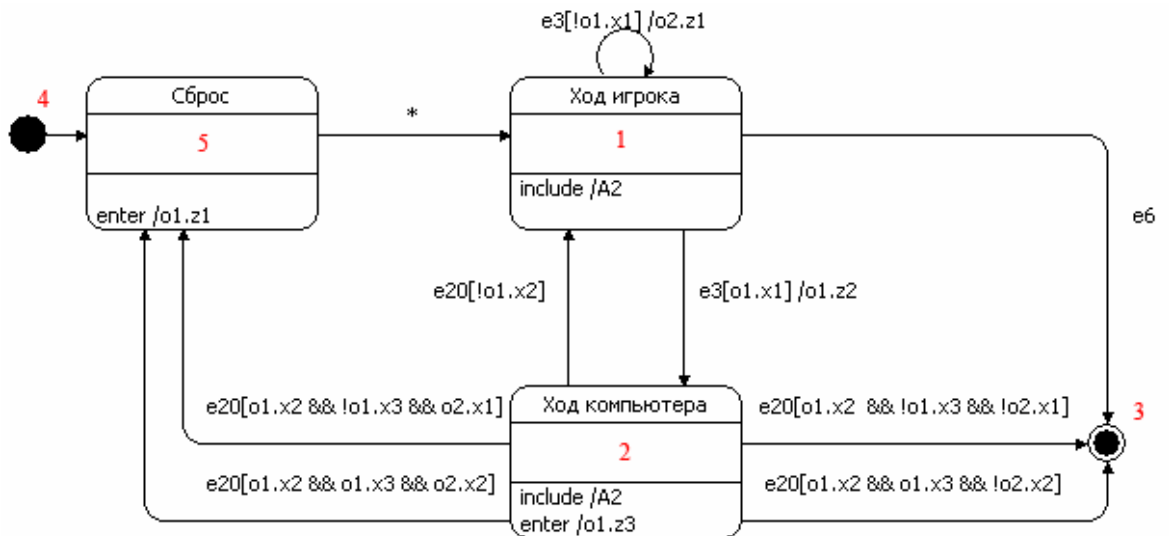 e3[!o1.x1] /o2.z1
4
Сброс
Ход игрока
*
5
1
include /A2
enter /o1.z1
e6
e20[!o1.x2]
e3[o1.x1] /o1.z2
e20[o1.x2 && !o1.x3 && o2.x1]
Ход компьютера
e20[o1.x2 && !o1.x3 && !o2.x1]
3
2
e20[o1.x2 && o1.x3 && o2.x2]
e20[o1.x2 && o1.x3 && !o2.x2]
include /A2
enter /o1.z3